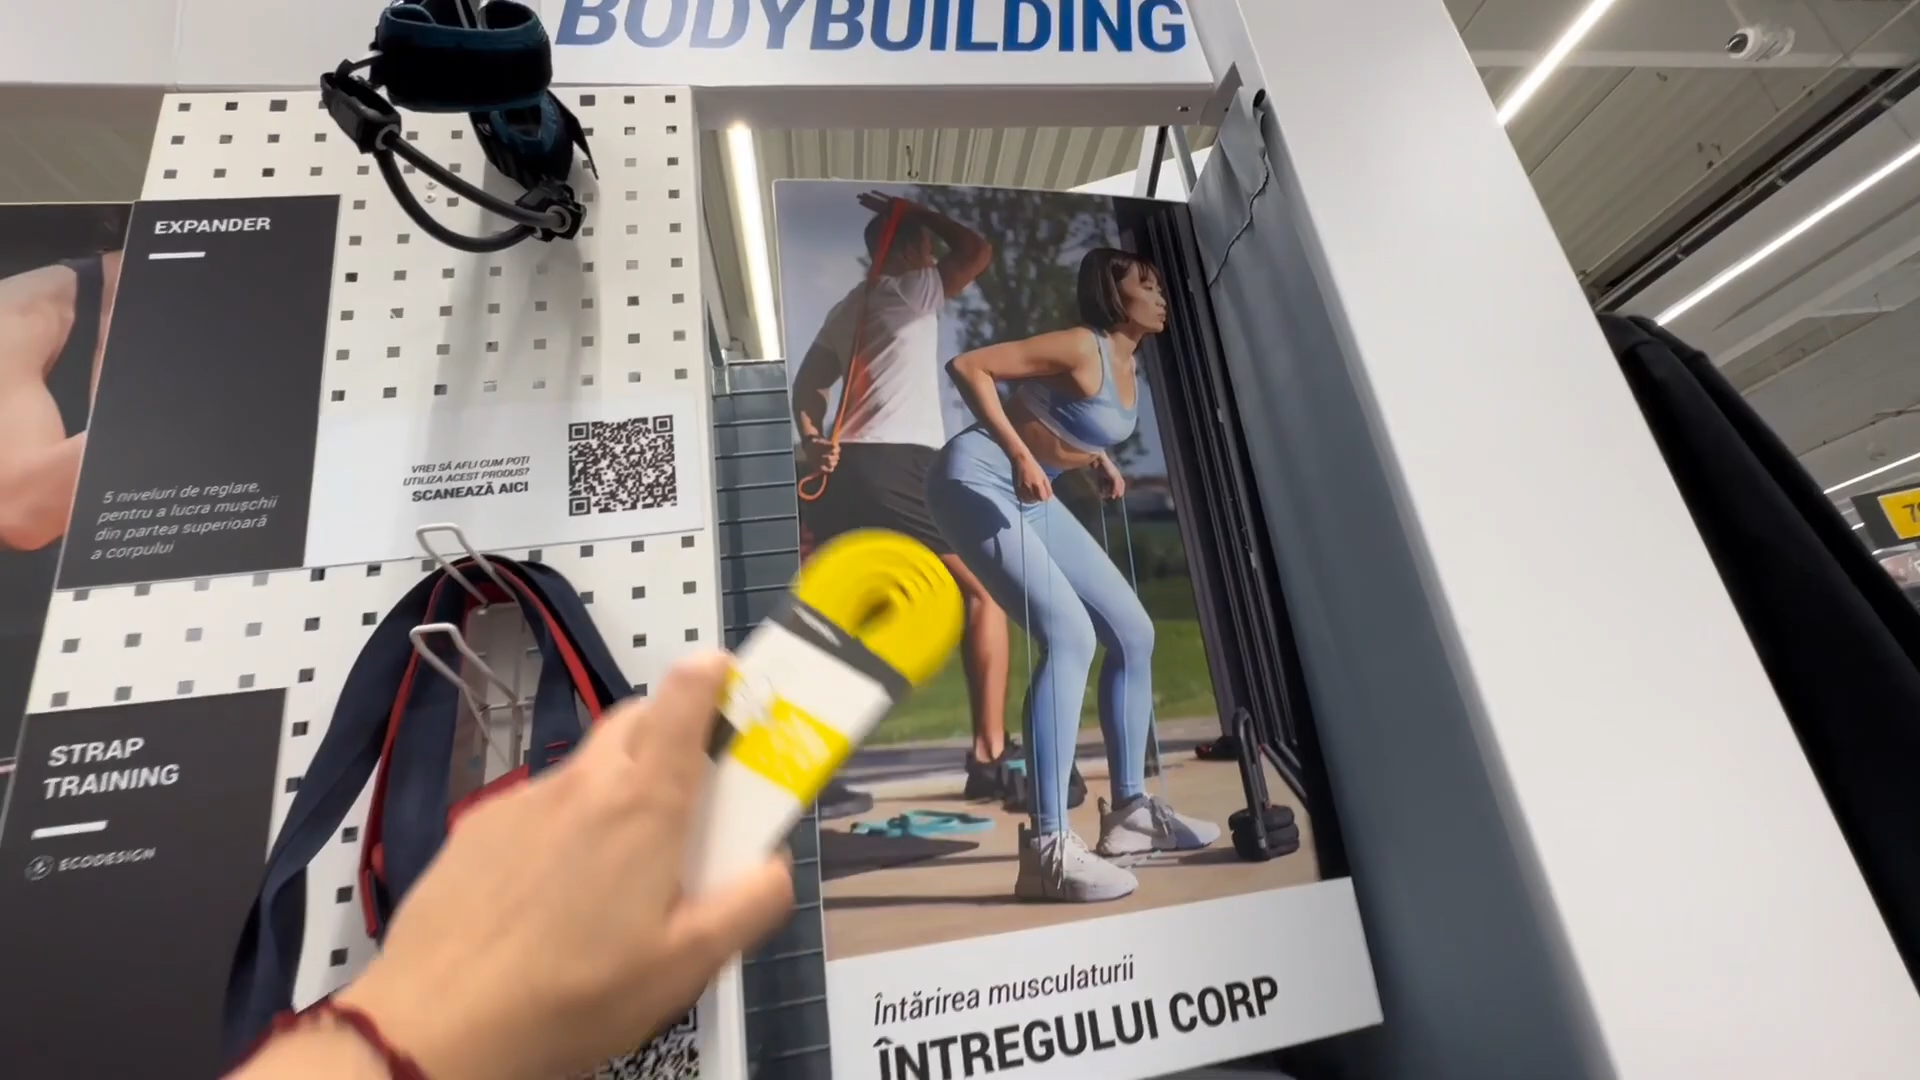 BODYBUILDING
EXPANDER
5 niveluri de reglare,
pentru a lucra mușchii
din partea superioară
a corpului
VREI SĂ AFLI CUM POȚI
UTILIZA ACEST PRODUS?
SCANEAZĂ AICI
STRAP
TRAINING
ECODESIGN
Întărirea musculaturii
ÎNTREGULUI CORP